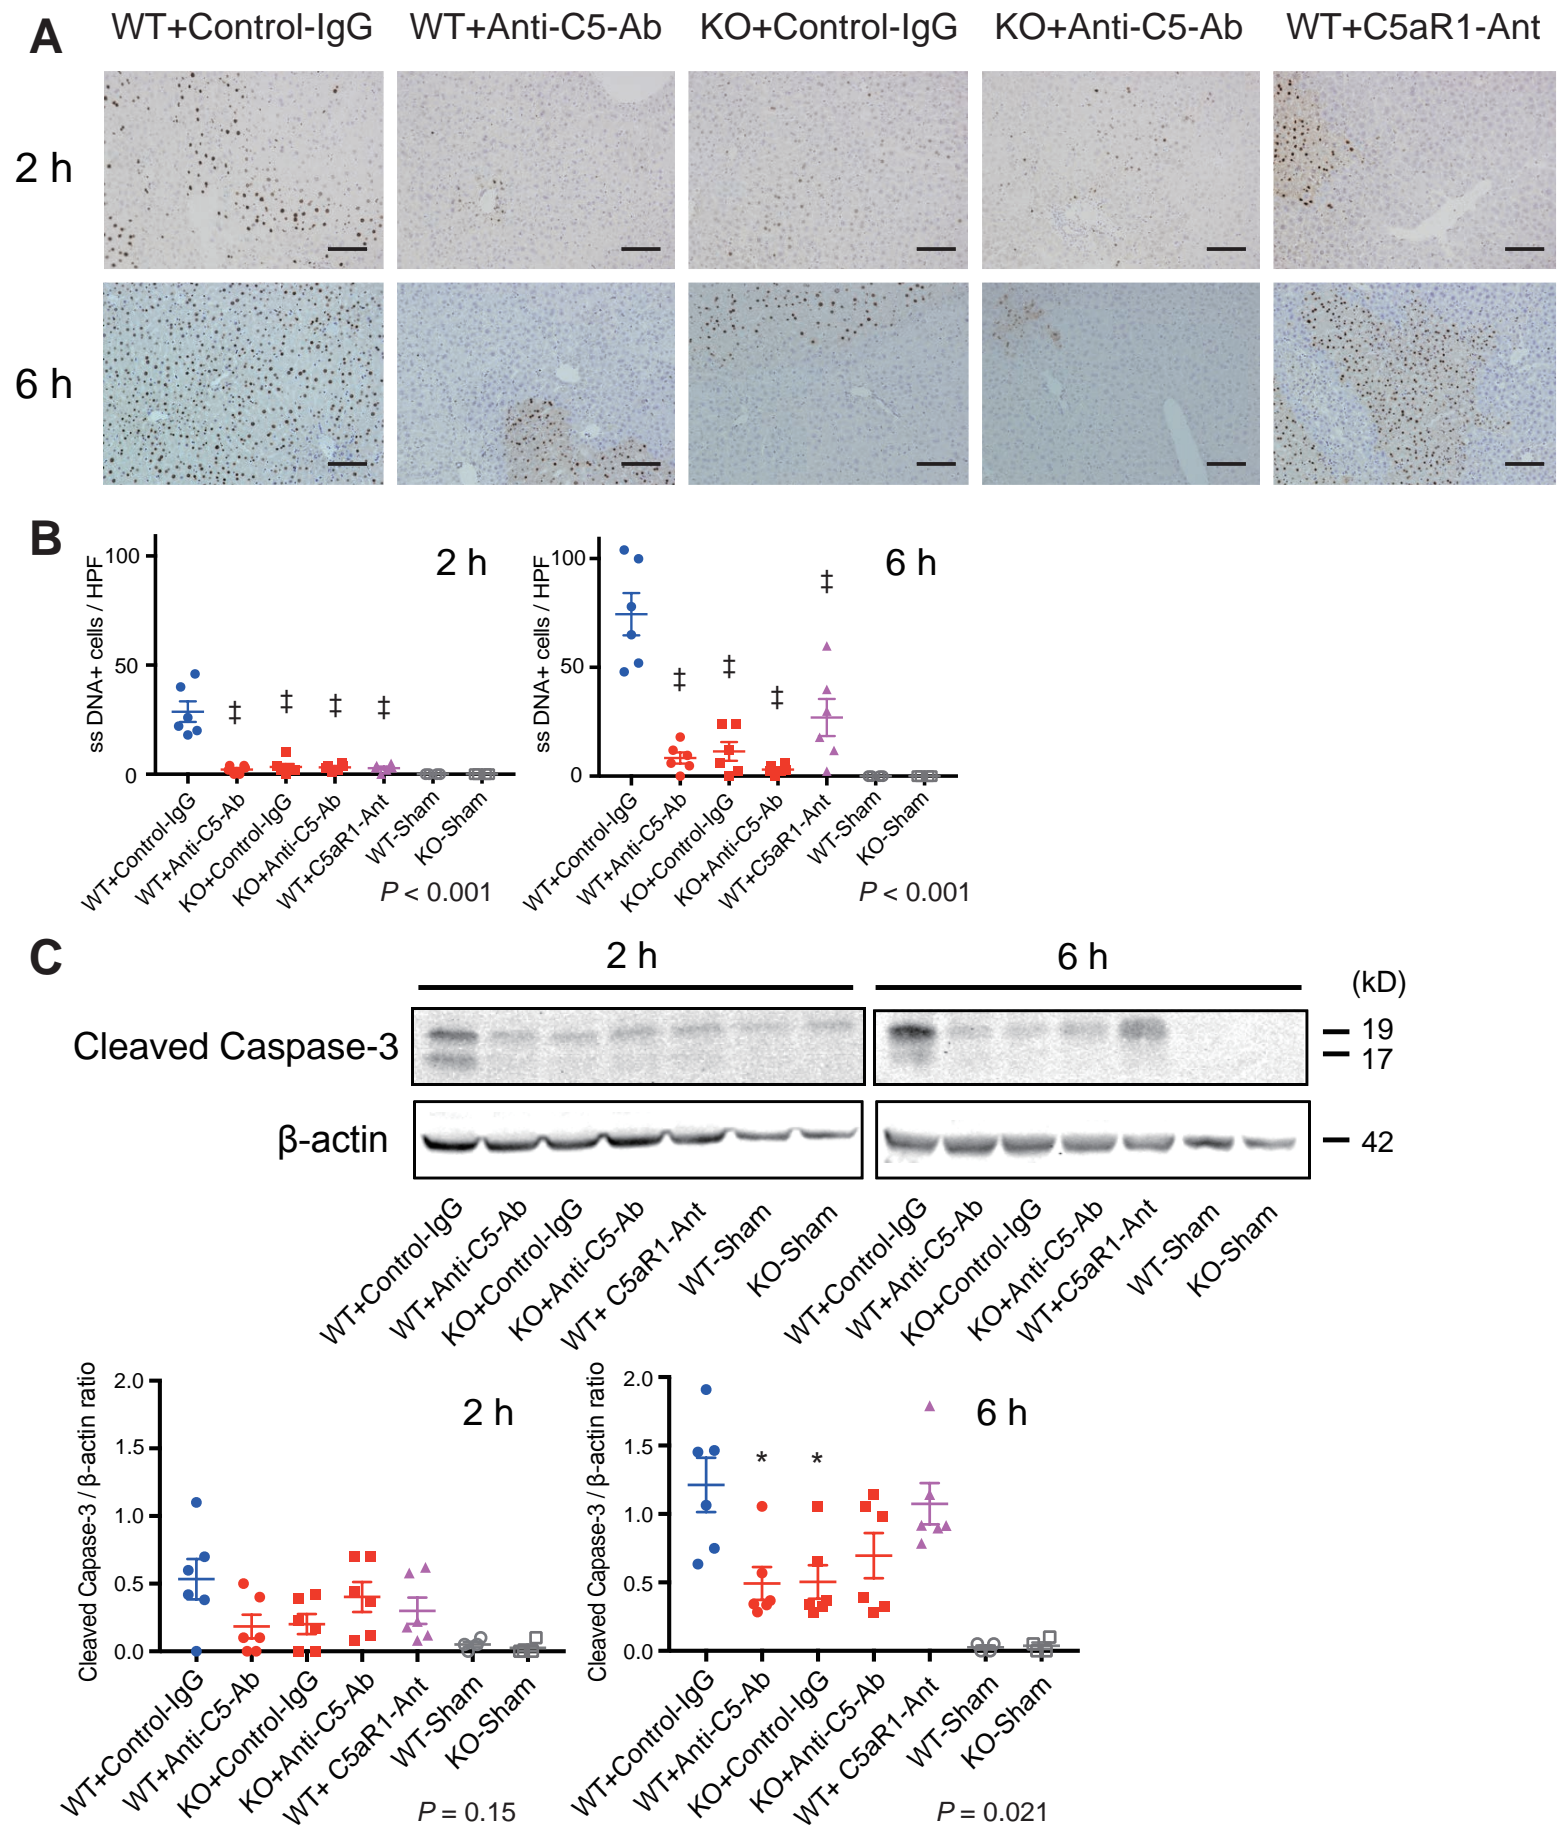 A
WT+Control-IgG
WT+Anti-C5-Ab
KO+Control-IgG
KO+Anti-C5-Ab
WT+C5aR1-Ant
2 h
6 h
B
ss DNA+ cells / HPF
100
50
0
2 h
‡
‡
‡
‡
WT+Control-IgG
WT+Anti-C5-Ab
KO+Control-IgG
KO+Anti-C5-Ab
WT+C5aR1-Ant
WT-Sham
KO-Sham
P < 0.001
ss DNA+ cells / HPF
100
50
0
6 h
‡
‡
‡
‡
WT+Control-IgG
WT+Anti-C5-Ab
KO+Control-IgG
KO+Anti-C5-Ab
WT+C5aR1-Ant
WT-Sham
KO-Sham
P < 0.001
C
2 h
6 h
(kD)
Cleaved Caspase-3
19
17
β-actin
42
WT+Control-IgG
WT+Anti-C5-Ab
KO+Control-IgG
KO+Anti-C5-Ab
WT+ C5aR1-Ant
WT-Sham
KO-Sham
WT+Control-IgG
WT+Anti-C5-Ab
KO+Control-IgG
KO+Anti-C5-Ab
WT+C5aR1-Ant
WT-Sham
KO-Sham
Cleaved Capase-3 / β-actin ratio
2.0
1.5
1.0
0.5
0.0
2 h
WT+Control-IgG
WT+Anti-C5-Ab
KO+Control-IgG
KO+Anti-C5-Ab
WT+ C5aR1-Ant
WT-Sham
KO-Sham
P = 0.15
Cleaved Capase-3 / β-actin ratio
2.0
1.5
1.0
0.5
0.0
6 h
*
*
WT+Control-IgG
WT+Anti-C5-Ab
KO+Control-IgG
KO+Anti-C5-Ab
WT+ C5aR1-Ant
WT-Sham
KO-Sham
P = 0.021